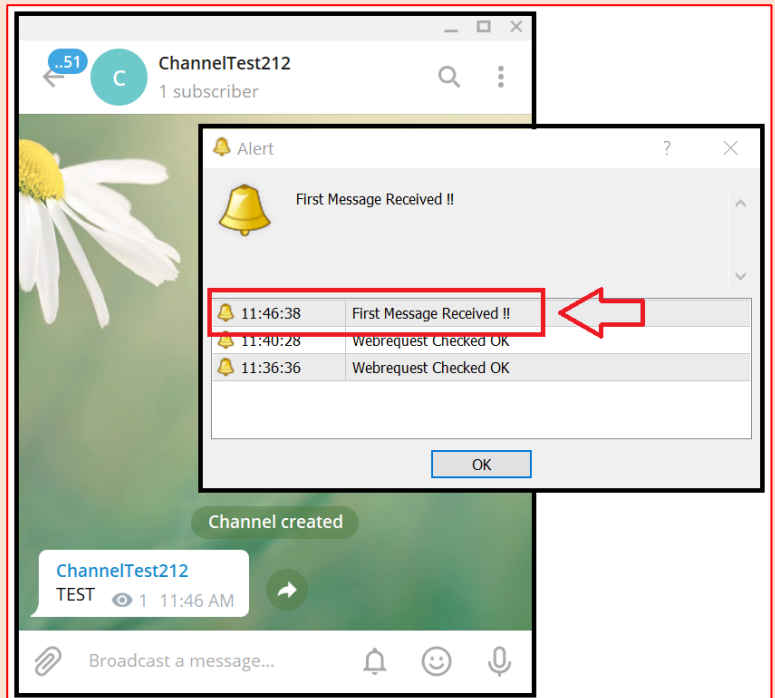 ..51
C
ChannelTest212
1 subscriber
Alert
?
First Message Received !!
11:46:38 First Message Received !!
11:40:28 Webrequest Checked OK
11:36:36 Webrequest Checked OK
OK
Channel created
ChannelTest212
TEST 1 11:46 AM
Broadcast a message...